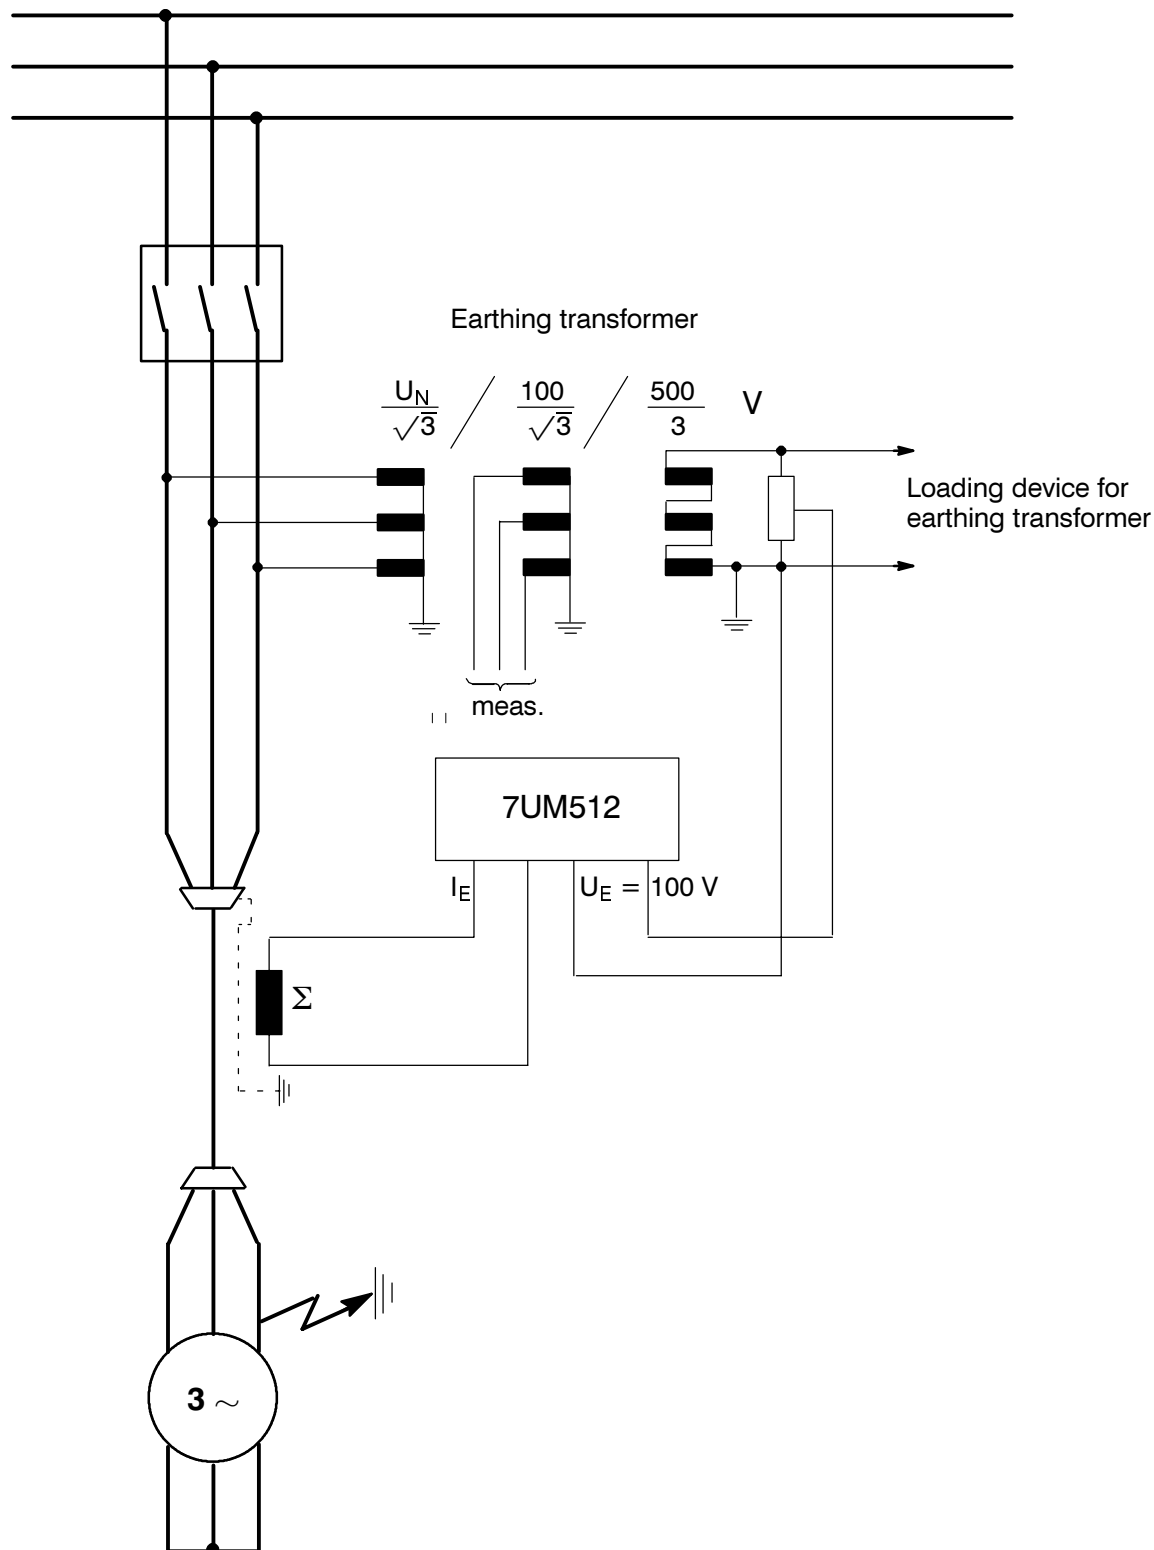 Earthing transformer
U_N/√3 / 100/√3 / 500/3 V
Loading device for
earthing transformer
meas.
7UM512
I_E
U_E = 100 V
Σ
3 ~